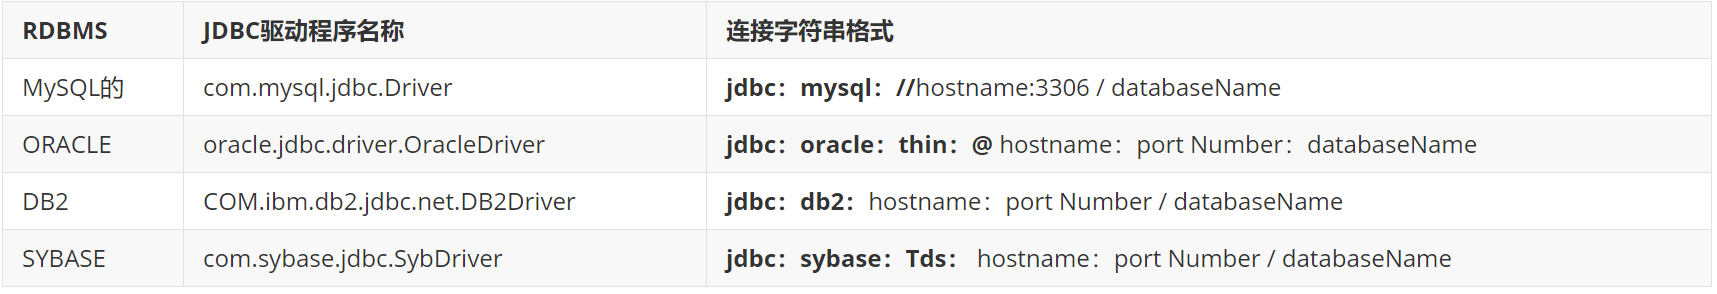 RDBMS JDBC驱动程序名称 连接字符串格式
MySQL的 com.mysql.jdbc.Driver jdbc：mysql：//hostname:3306 / databaseName
ORACLE oracle.jdbc.driver.OracleDriver jdbc：oracle：thin：@ hostname：port Number：databaseName
DB2 COM.ibm.db2.jdbc.net.DB2Driver jdbc：db2：hostname：port Number / databaseName
SYBASE com.sybase.jdbc.SybDriver jdbc：sybase：Tds： hostname：port Number / databaseName